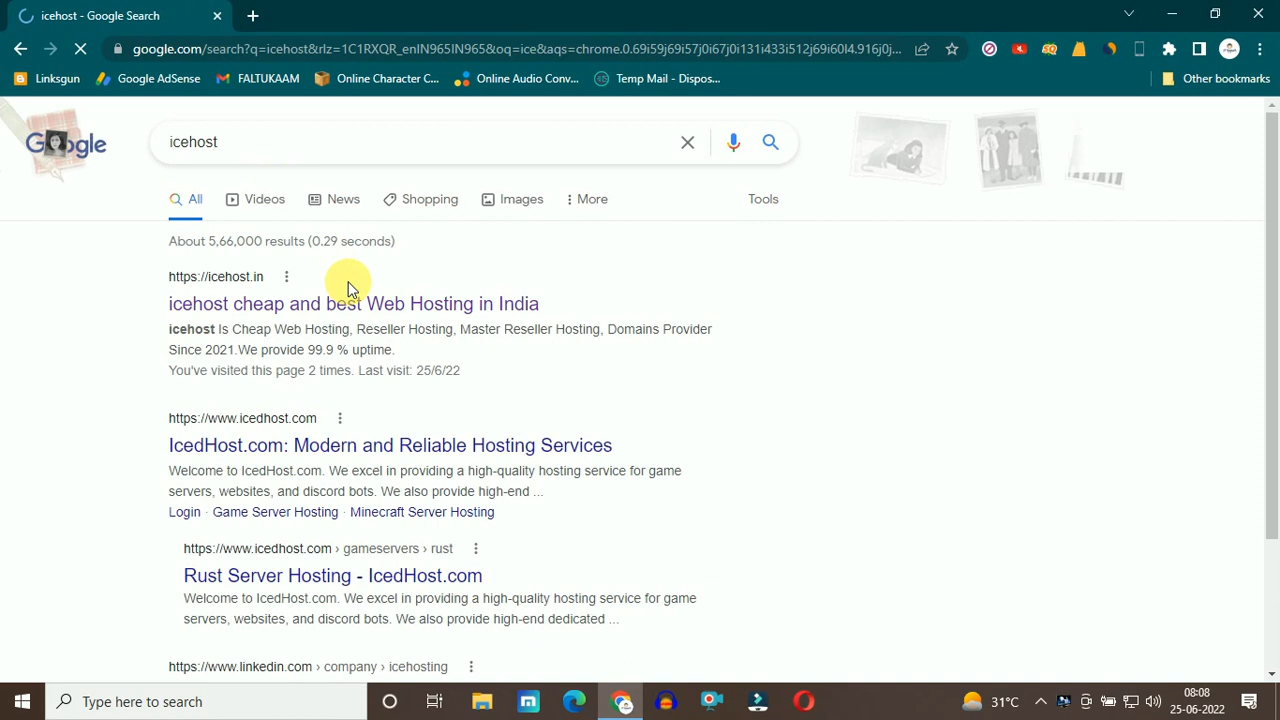 icehost - Google Search
google.com/search?q=icehost&rlz=1C1RXQR_enIN965IN965&oq=ice&aqs=chrome.0.69i59j69i57j0i67j0i131i433i512j69i60l4.916j0j...
Linksgun
Google AdSense
FALTUKAAM
Online Character C...
Online Audio Conv...
Temp Mail - Dispos...
Other bookmarks
Google
icehost
All
Videos
News
Shopping
Images
More
Tools
About 5,66,000 results (0.29 seconds)
https://icehost.in
icehost cheap and best Web Hosting in India
icehost Is Cheap Web Hosting, Reseller Hosting, Master Reseller Hosting, Domains Provider
Since 2021.We provide 99.9 % uptime.
You've visited this page 2 times. Last visit: 25/6/22
https://www.icedhost.com
IcedHost.com: Modern and Reliable Hosting Services
Welcome to IcedHost.com. We excel in providing a high-quality hosting service for game
servers, websites, and discord bots. We also provide high-end ...
Login · Game Server Hosting · Minecraft Server Hosting
https://www.icedhost.com › gameservers › rust
Rust Server Hosting - IcedHost.com
Welcome to IcedHost.com. We excel in providing a high-quality hosting service for game
servers, websites, and discord bots. We also provide high-end dedicated ...
https://www.linkedin.com › company › icehosting
Type here to search
31°C
08:08
25-06-2022